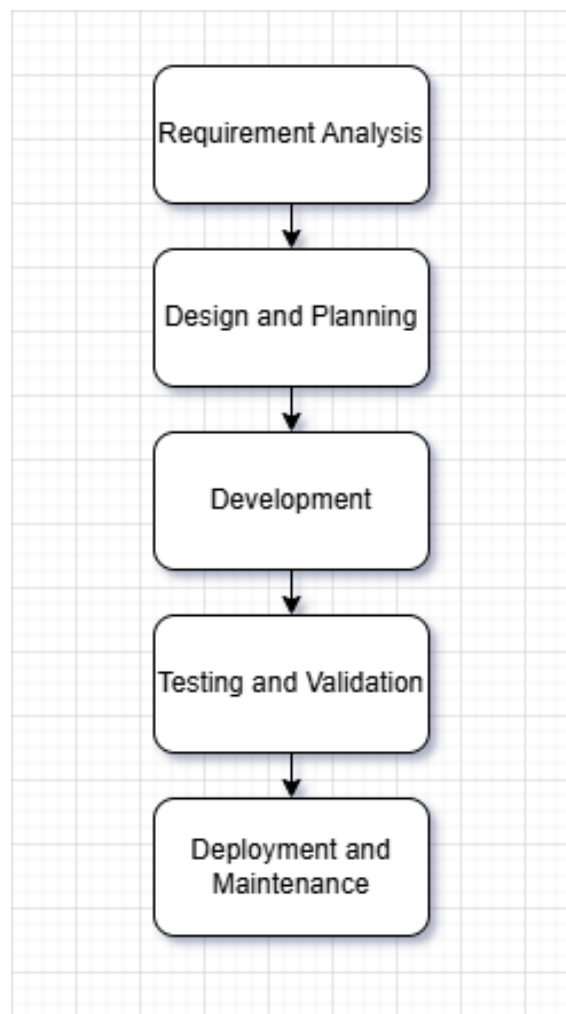 Requirement Analysis
Design and Planning
Development
Testing and Validation
Deployment and
Maintenance